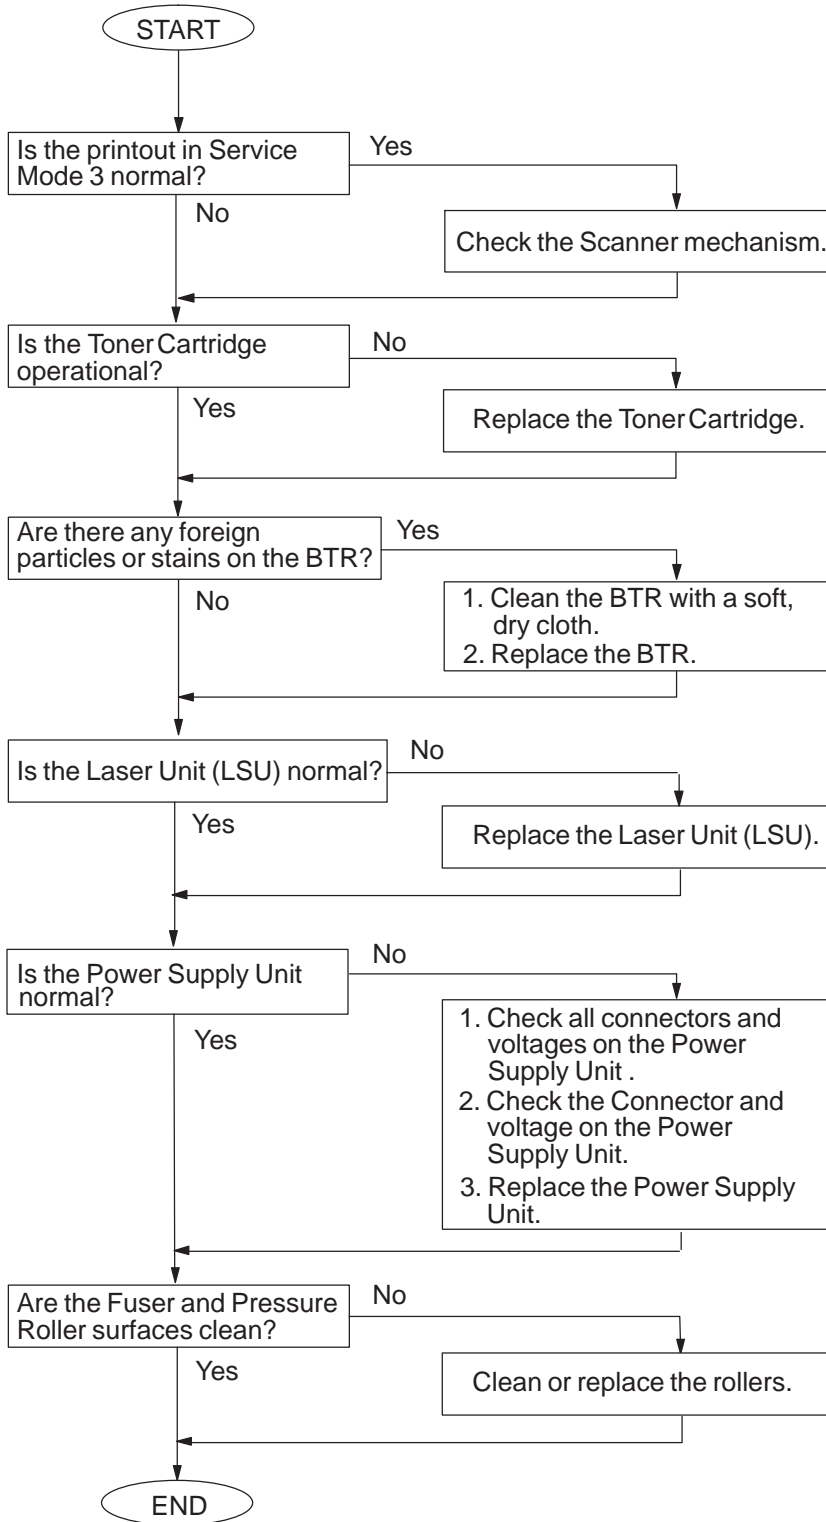 START
Is the printout in Service
Mode 3 normal?
Yes
No
Check the Scanner mechanism.
Is the Toner Cartridge
operational?
No
Yes
Replace the Toner Cartridge.
Are there any foreign
particles or stains on the BTR?
Yes
No
1. Clean the BTR with a soft,
dry cloth.
2. Replace the BTR.
Is the Laser Unit (LSU) normal?
No
Yes
Replace the Laser Unit (LSU).
Is the Power Supply Unit
normal?
No
Yes
1. Check all connectors and
voltages on the Power
Supply Unit .
2. Check the Connector and
voltage on the Power
Supply Unit.
3. Replace the Power Supply
Unit.
Are the Fuser and Pressure
Roller surfaces clean?
No
Yes
Clean or replace the rollers.
END